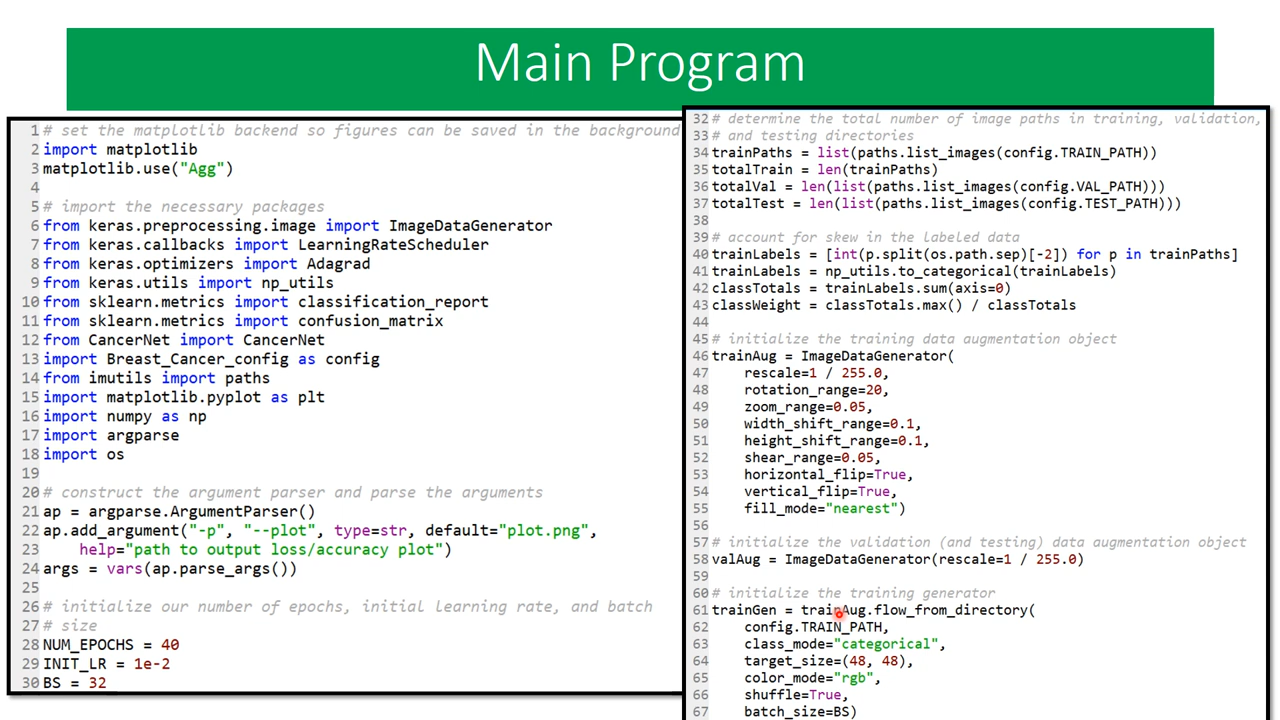 Main Program
1 # set the matplotlib backend so figures can be saved in the background
2 import matplotlib
3 matplotlib.use("Agg")
4
5 # import the necessary packages
6 from keras.preprocessing.image import ImageDataGenerator
7 from keras.callbacks import LearningRateScheduler
8 from keras.optimizers import Adagrad
9 from keras.utils import np_utils
10 from sklearn.metrics import classification_report
11 from sklearn.metrics import confusion_matrix
12 from CancerNet import CancerNet
13 import Breast_Cancer_config as config
14 from imutils import paths
15 import matplotlib.pyplot as plt
16 import numpy as np
17 import argparse
18 import os
19
20 # construct the argument parser and parse the arguments
21 ap = argparse.ArgumentParser()
22 ap.add_argument("-p", "--plot", type=str, default="plot.png",
23     help="path to output loss/accuracy plot")
24 args = vars(ap.parse_args())
25
26 # initialize our number of epochs, initial learning rate, and batch
27 # size
28 NUM_EPOCHS = 40
29 INIT_LR = 1e-2
30 BS = 32
32 # determine the total number of image paths in training, validation,
33 # and testing directories
34 trainPaths = list(paths.list_images(config.TRAIN_PATH))
35 totalTrain = len(trainPaths)
36 totalVal = len(list(paths.list_images(config.VAL_PATH)))
37 totalTest = len(list(paths.list_images(config.TEST_PATH)))
38
39 # account for skew in the labeled data
40 trainLabels = [int(p.split(os.path.sep)[-2]) for p in trainPaths]
41 trainLabels = np_utils.to_categorical(trainLabels)
42 classTotals = trainLabels.sum(axis=0)
43 classWeight = classTotals.max() / classTotals
44
45 # initialize the training data augmentation object
46 trainAug = ImageDataGenerator(
47     rescale=1 / 255.0,
48     rotation_range=20,
49     zoom_range=0.05,
50     width_shift_range=0.1,
51     height_shift_range=0.1,
52     shear_range=0.05,
53     horizontal_flip=True,
54     vertical_flip=True,
55     fill_mode="nearest")
56
57 # initialize the validation (and testing) data augmentation object
58 valAug = ImageDataGenerator(rescale=1 / 255.0)
59
60 # initialize the training generator
61 trainGen = trainAug.flow_from_directory(
62     config.TRAIN_PATH,
63     class_mode="categorical",
64     target_size=(48, 48),
65     color_mode="rgb",
66     shuffle=True,
67     batch_size=BS)